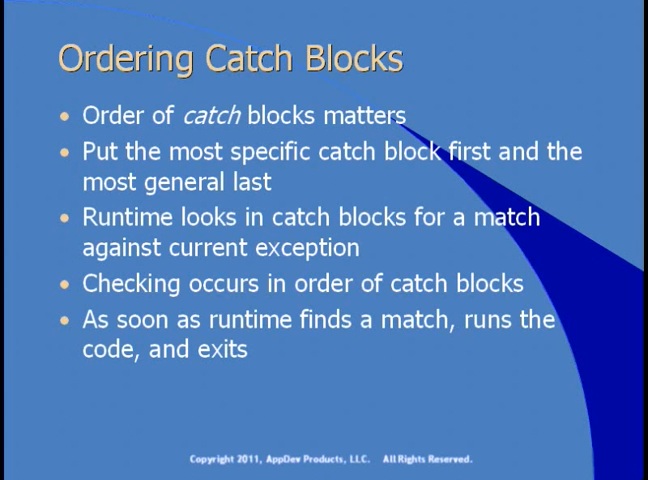 Ordering Catch Blocks
• Order of catch blocks matters
• Put the most specific catch block first and the
most general last
• Runtime looks in catch blocks for a match
against current exception
• Checking occurs in order of catch blocks
• As soon as runtime finds a match, runs the
code, and exits
Copyright 2011, AppDev Products, LLC. All Rights Reserved.